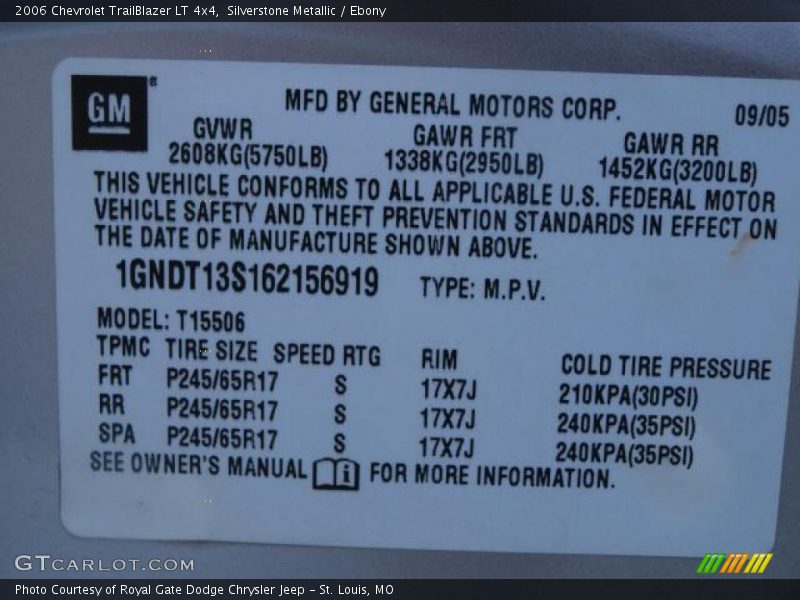 2006 Chevrolet TrailBlazer LT 4x4, Silverstone Metallic / Ebony
GM®
MFD BY GENERAL MOTORS CORP. 09/05
GVWR GAWR FRT GAWR RR
2608KG(5750LB) 1338KG(2950LB) 1452KG(3200LB)
THIS VEHICLE CONFORMS TO ALL APPLICABLE U.S. FEDERAL MOTOR
VEHICLE SAFETY AND THEFT PREVENTION STANDARDS IN EFFECT ON
THE DATE OF MANUFACTURE SHOWN ABOVE.
1GNDT13S162156919 TYPE: M.P.V.
MODEL: T15506
TPMC TIRE SIZE SPEED RTG RIM COLD TIRE PRESSURE
FRT P245/65R17 S 17X7J 210KPA(30PSI)
RR P245/65R17 S 17X7J 240KPA(35PSI)
SPA P245/65R17 S 17X7J 240KPA(35PSI)
SEE OWNER'S MANUAL i FOR MORE INFORMATION.
GTCARLOT.COM
Photo Courtesy of Royal Gate Dodge Chrysler Jeep - St. Louis, MO